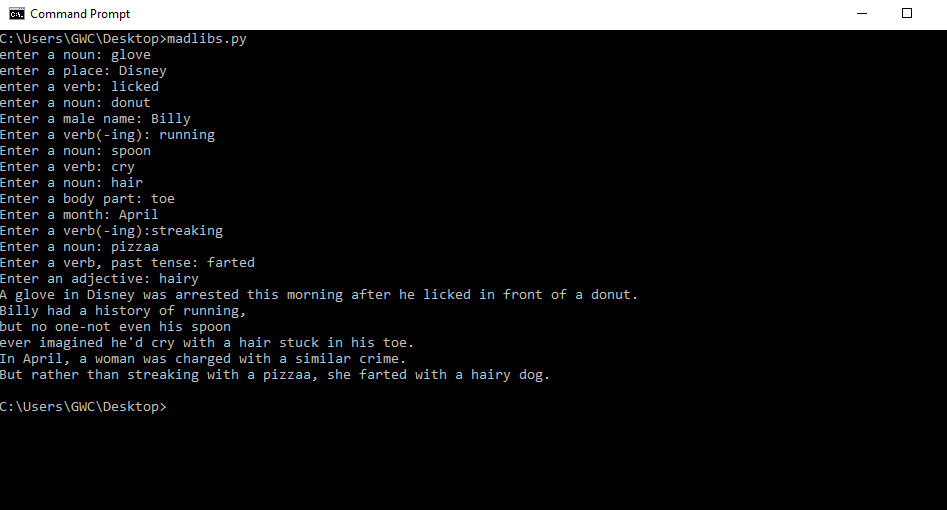 Command Prompt
C:\Users\GWC\Desktop>madlibs.py
enter a noun: glove
enter a place: Disney
enter a verb: licked
enter a noun: donut
Enter a male name: Billy
Enter a verb(-ing): running
Enter a noun: spoon
Enter a verb: cry
Enter a noun: hair
Enter a body part: toe
Enter a month: April
Enter a verb(-ing):streaking
Enter a noun: pizzaa
Enter a verb, past tense: farted
Enter an adjective: hairy
A glove in Disney was arrested this morning after he licked in front of a donut.
Billy had a history of running,
but no one-not even his spoon
ever imagined he'd cry with a hair stuck in his toe.
In April, a woman was charged with a similar crime.
But rather than streaking with a pizzaa, she farted with a hairy dog.
C:\Users\GWC\Desktop>